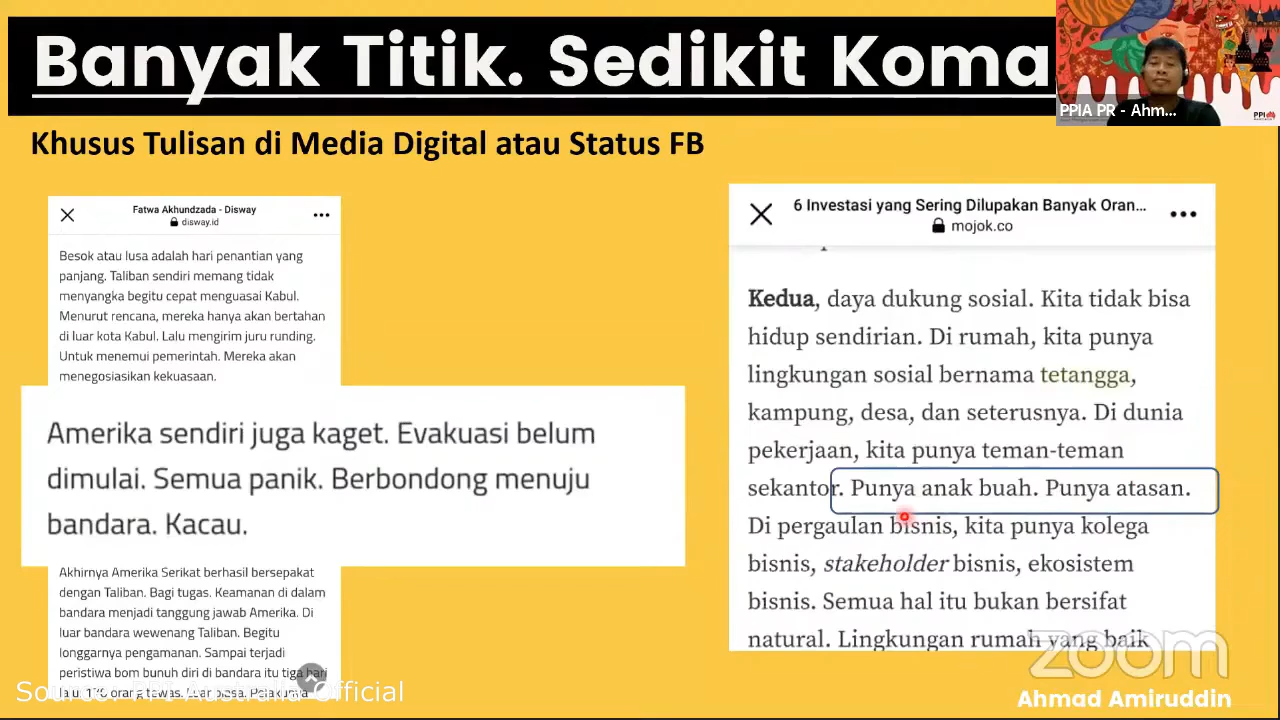 Banyak Titik. Sedikit Koma
PPIA PR - Ahm...
Khusus Tulisan di Media Digital atau Status FB
Fatwa Akhundzada - Disway
disway.id
Besok atau lusa adalah hari penantian yang
panjang. Taliban sendiri memang tidak
menyangka begitu cepat menguasai Kabul.
Menurut rencana, mereka hanya akan bertahan
di luar kota Kabul. Lalu mengirim juru runding.
Untuk menemui pemerintah. Mereka akan
menegosiasikan kekuasaan.
Amerika sendiri juga kaget. Evakuasi belum
dimulai. Semua panik. Berbondong menuju
bandara. Kacau.
Akhirnya Amerika Serikat berhasil bersepakat
dengan Taliban. Bagi tugas. Keamanan di dalam
bandara menjadi tanggung jawab Amerika. Di
luar bandara wewenang Taliban. Begitu
longgarnya pengamanan. Sampai terjadi
peristiwa bom bunuh diri di bandara itu tiga hari
6 Investasi yang Sering Dilupakan Banyak Oran...
mojok.co
Kedua, daya dukung sosial. Kita tidak bisa
hidup sendirian. Di rumah, kita punya
lingkungan sosial bernama tetangga,
kampung, desa, dan seterusnya. Di dunia
pekerjaan, kita punya teman-teman
sekantor. Punya anak buah. Punya atasan.
Di pergaulan bisnis, kita punya kolega
bisnis, stakeholder bisnis, ekosistem
bisnis. Semua hal itu bukan bersifat
natural. Lingkungan rumah yang baik
zoom
Source: PPI Australia Official
Ahmad Amiruddin